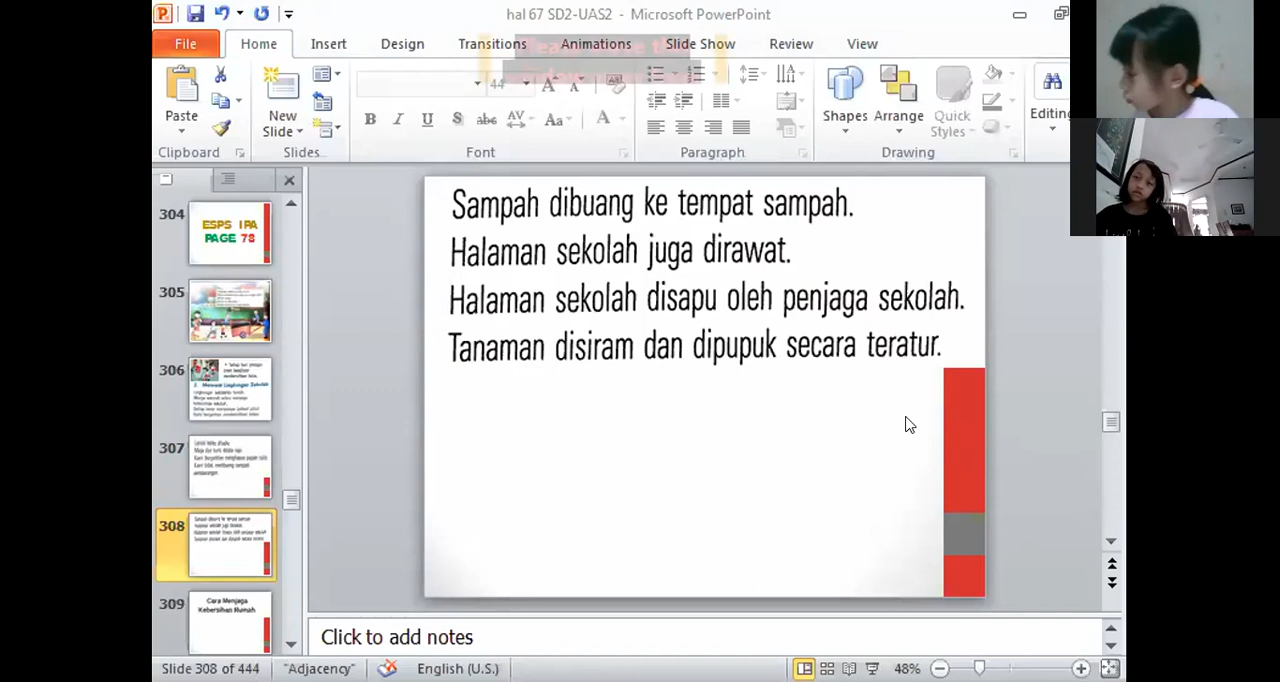 hal 67 SD2-UAS2 - Microsoft PowerPoint
File Home Insert Design Transitions Animations Slide Show Review View
Paste
New
Slide
44
Shapes Arrange Quick
Styles
Editing
Clipboard Slides Font Paragraph Drawing
304
ESPS IPA
PAGE 78
305
306
307
308
309
Cara Menjaga
Kebersihan Rumah
Sampah dibuang ke tempat sampah.
Halaman sekolah juga dirawat.
Halaman sekolah disapu oleh penjaga sekolah.
Tanaman disiram dan dipupuk secara teratur.
Click to add notes
Slide 308 of 444 "Adjacency" English (U.S.) 48%